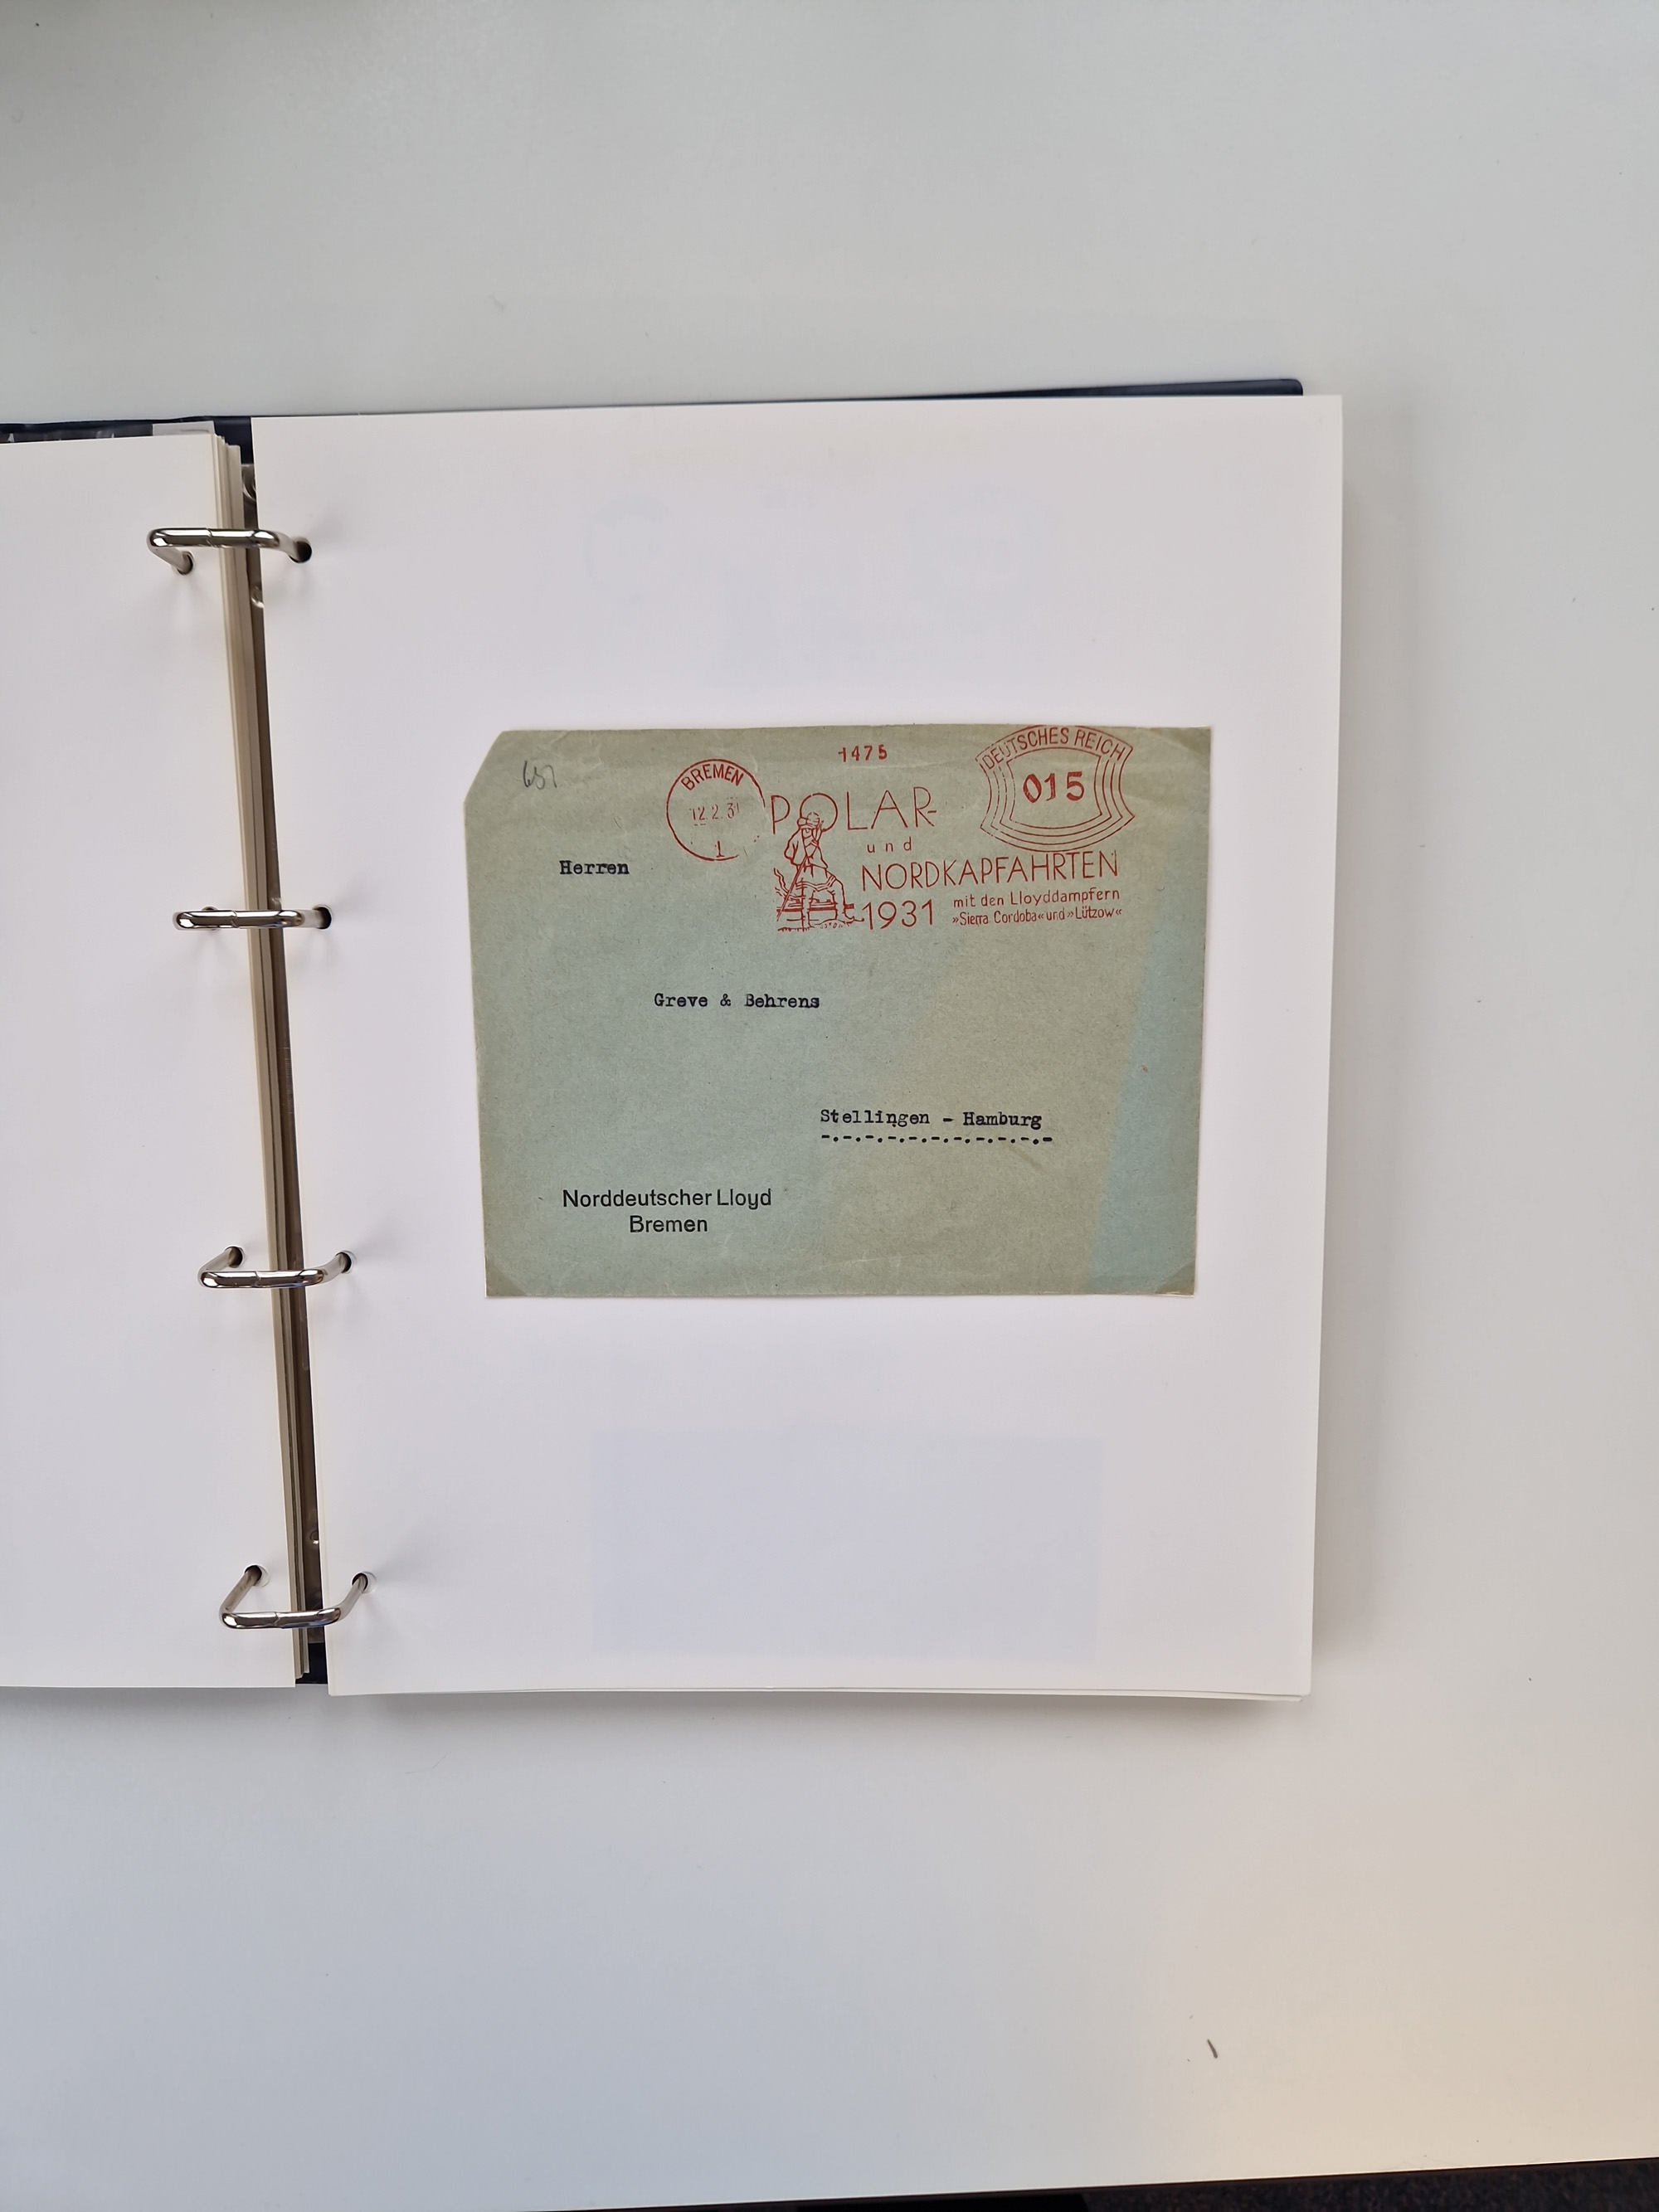 1475
DEUTSCHES REICH
015
BREMEN
12.2.31
1
POLAR-
und
NORDKAPFAHRTEN
1931
mit den Lloyddampfern
»Sierra Cordoba« und »Lützow«
Herren
Greve & Behrens
Stellingen - Hamburg
Norddeutscher Lloyd
Bremen